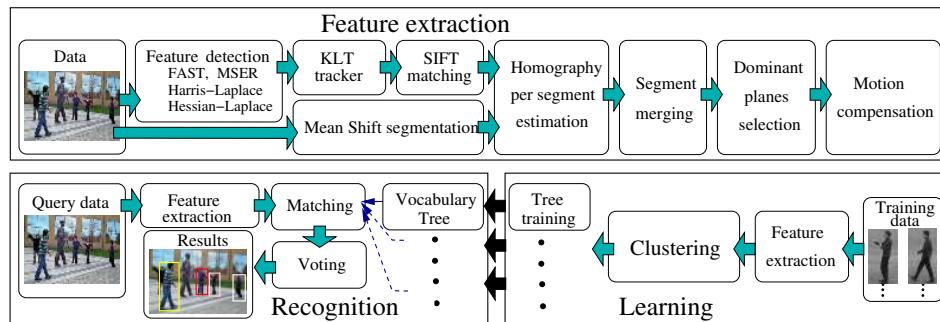 Feature extraction
Data
Feature detection
FAST, MSER
Harris−Laplace
Hessian−Laplace
KLT
tracker
SIFT
matching
Mean Shift segmentation
Homography
per segment
estimation
Segment
merging
Dominant
planes
selection
Motion
compensation
Query data
Feature
extraction
Matching
Vocabulary
Tree
Results
Voting
Recognition
Tree
training
Clustering
Feature
extraction
Training
data
Learning